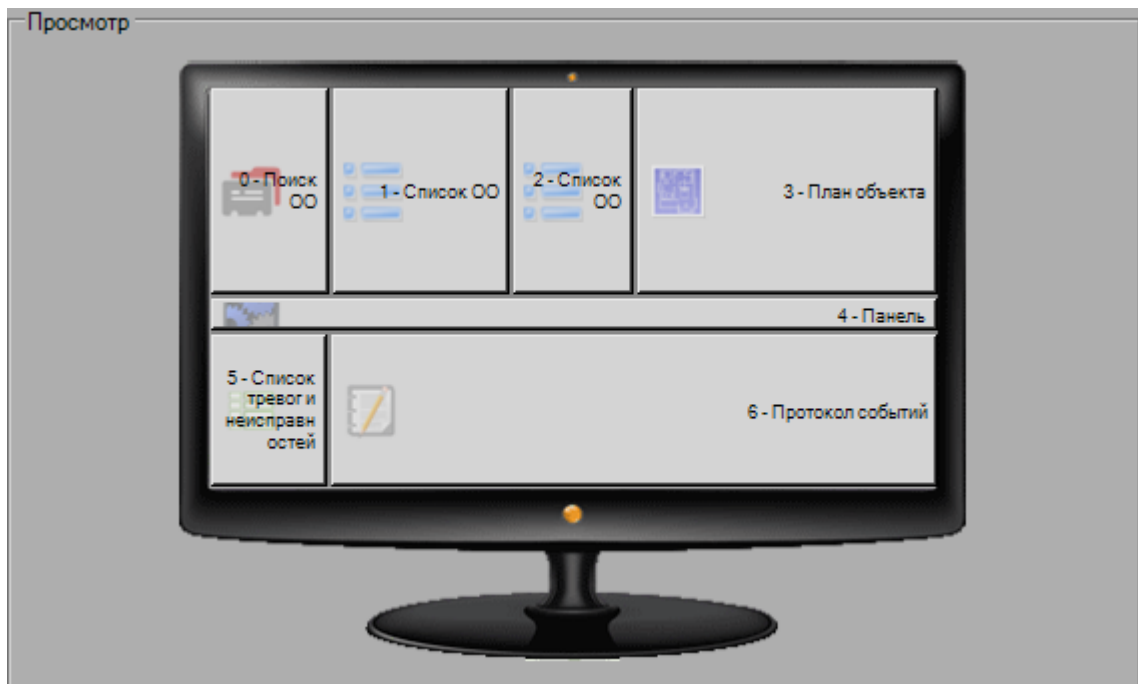 Просмотр
0 - Поиск
ОО
1 - Список ОО
2 - Список
ОО
3 - План объекта
4 - Панель
5 - Список
тревог и
неисправн
остей
6 - Протокол событий